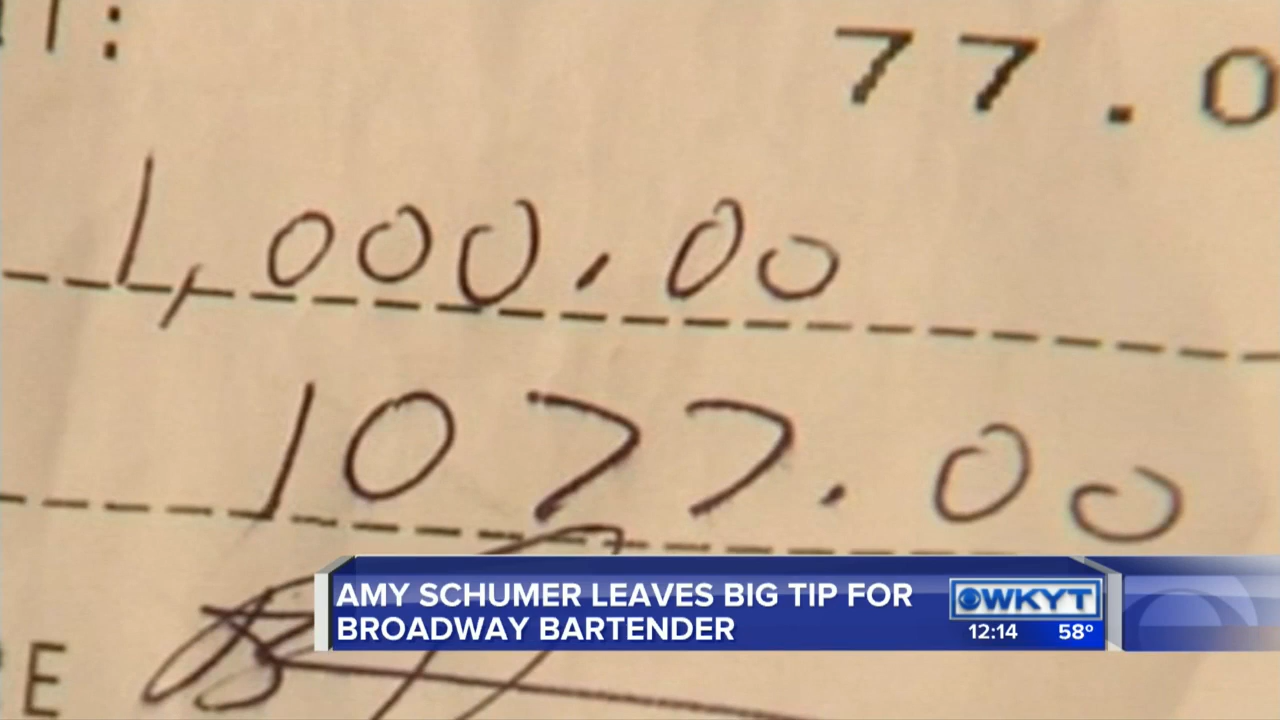 77.0
1,000.00
1077.00
AMY SCHUMER LEAVES BIG TIP FOR
BROADWAY BARTENDER
WKYT
12:14 58°
E